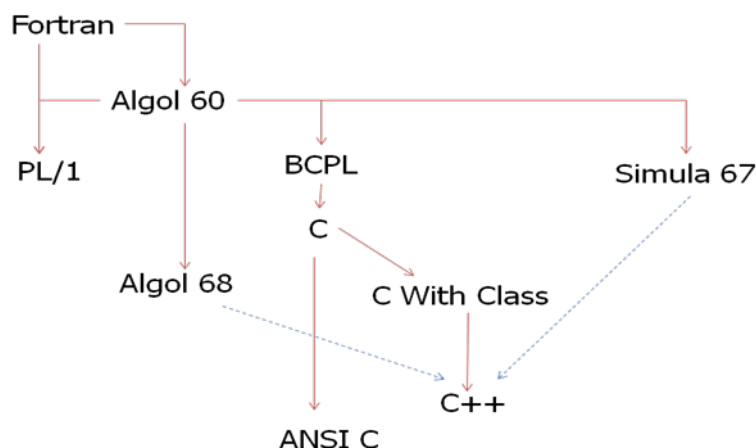 Fortran
Algol 60
PL/1
BCPL
Simula 67
C
Algol 68
C With Class
C++
ANSI C